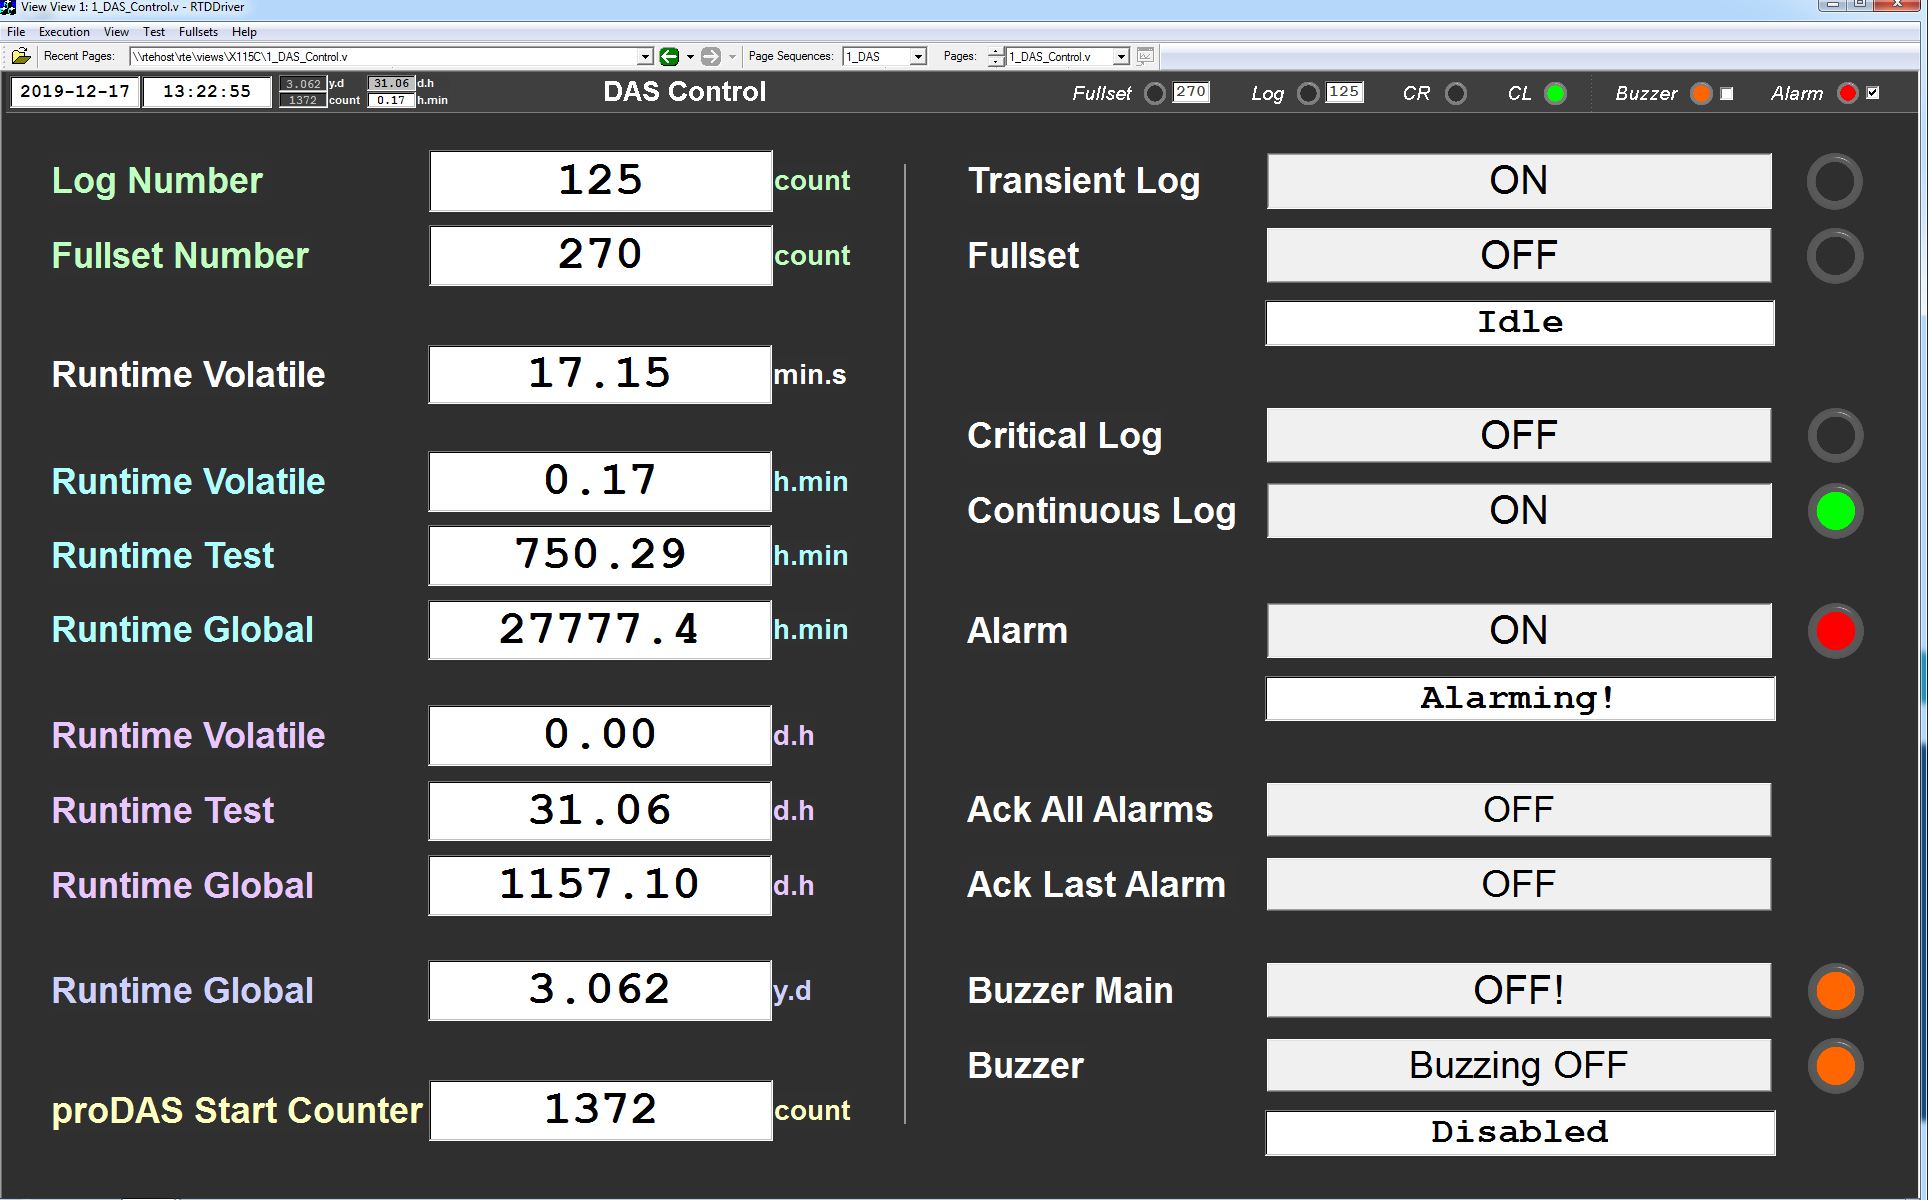 View View 1: 1_DAS_Control.v - RTDDriver
File Execution View Test Fullsets Help
Recent Pages: \\rtehost\rte\views\X115C\1_DAS_Control.v Page Sequences: 1_DAS Pages: 1_DAS_Control.v
2019-12-17 13:22:55 3.062 y.d 31.06 d.h DAS Control Fullset 270 Log 125 CR CL Buzzer Alarm
1372 count 0.17 h.min
Log Number 125 count
Fullset Number 270 count
Runtime Volatile 17.15 min.s
Runtime Volatile 0.17 h.min
Runtime Test 750.29 h.min
Runtime Global 27777.4 h.min
Runtime Volatile 0.00 d.h
Runtime Test 31.06 d.h
Runtime Global 1157.10 d.h
Runtime Global 3.062 y.d
proDAS Start Counter 1372 count
Transient Log ON
Fullset OFF
Idle
Critical Log OFF
Continuous Log ON
Alarm ON
Alarming!
Ack All Alarms OFF
Ack Last Alarm OFF
Buzzer Main OFF!
Buzzer Buzzing OFF
Disabled